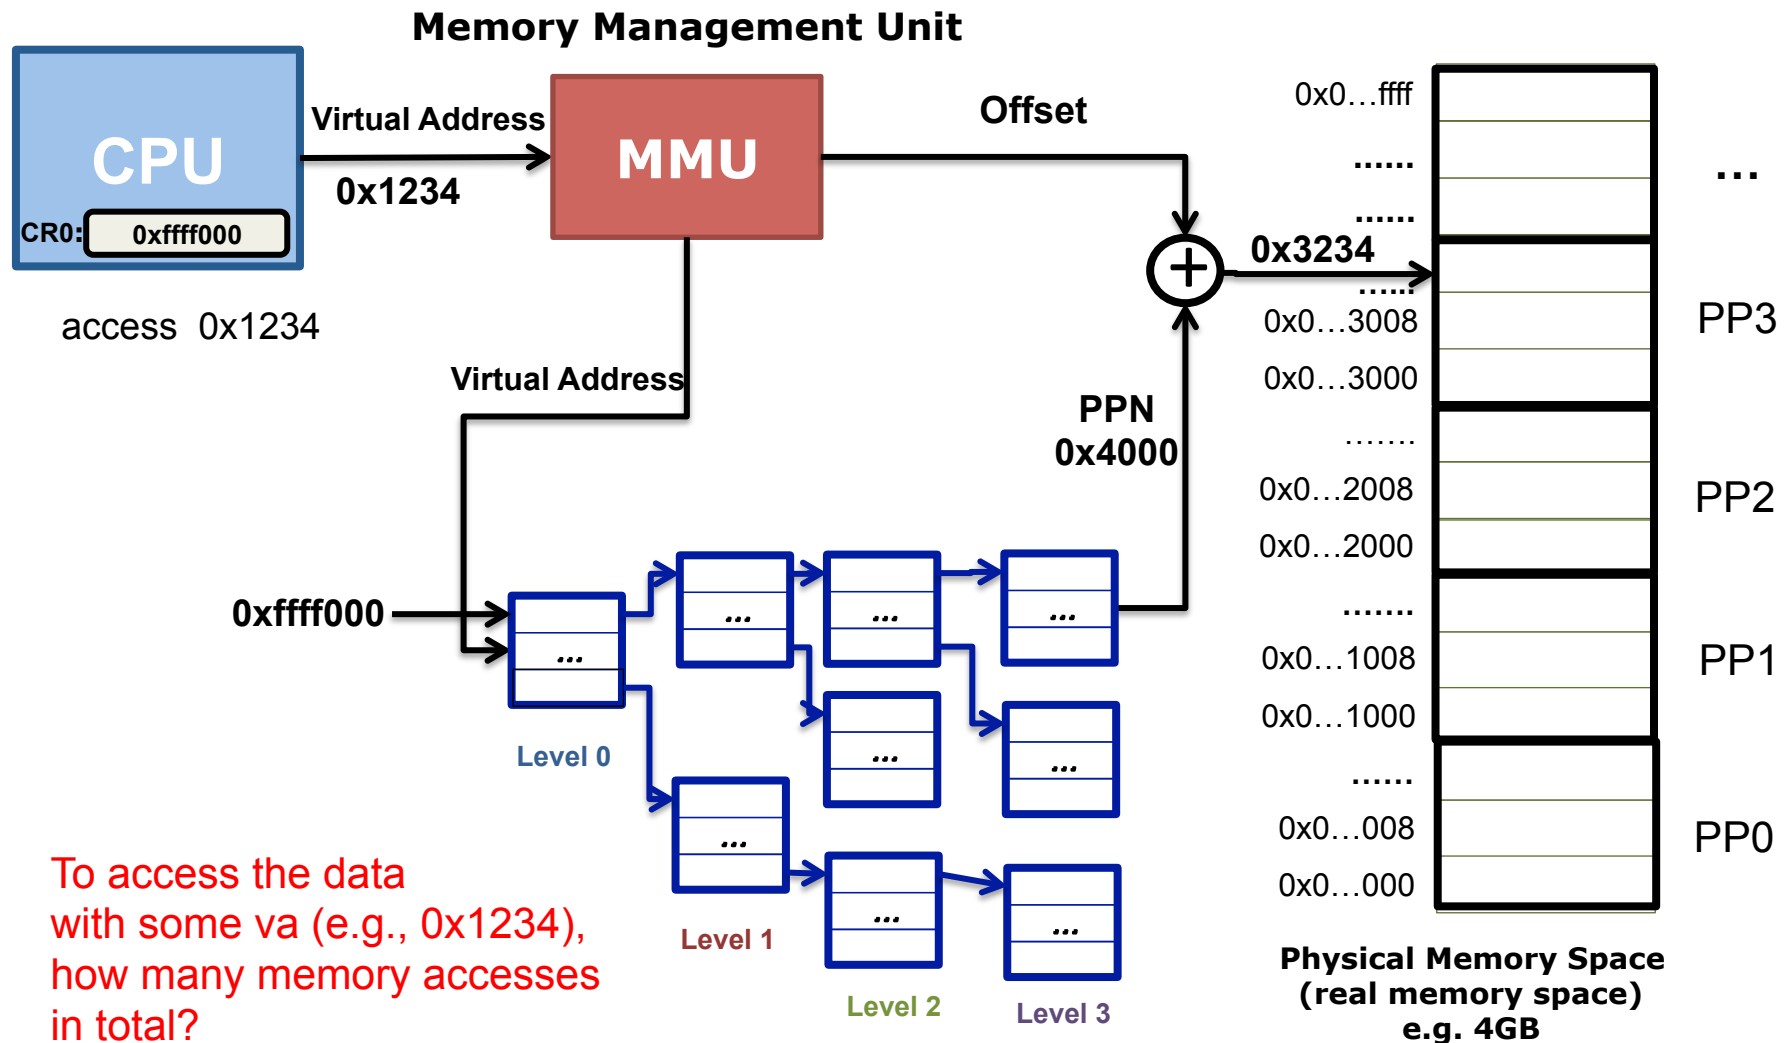 Memory Management Unit
CPU
CR0:
0xffff000
access 0x1234
Virtual Address
0x1234
MMU
Offset
Virtual Address
PPN
0x4000
0x3234
0xffff000
...
...
...
...
...
...
...
...
...
...
Level 0
Level 1
Level 2
Level 3
To access the data
with some va (e.g., 0x1234),
how many memory accesses
in total?
0x0…ffff
......
...
......
......
0x0…3008
PP3
0x0…3000
.......
0x0…2008
PP2
0x0…2000
.......
0x0…1008
PP1
0x0…1000
......
0x0…008
PP0
0x0…000
Physical Memory Space
(real memory space)
e.g. 4GB